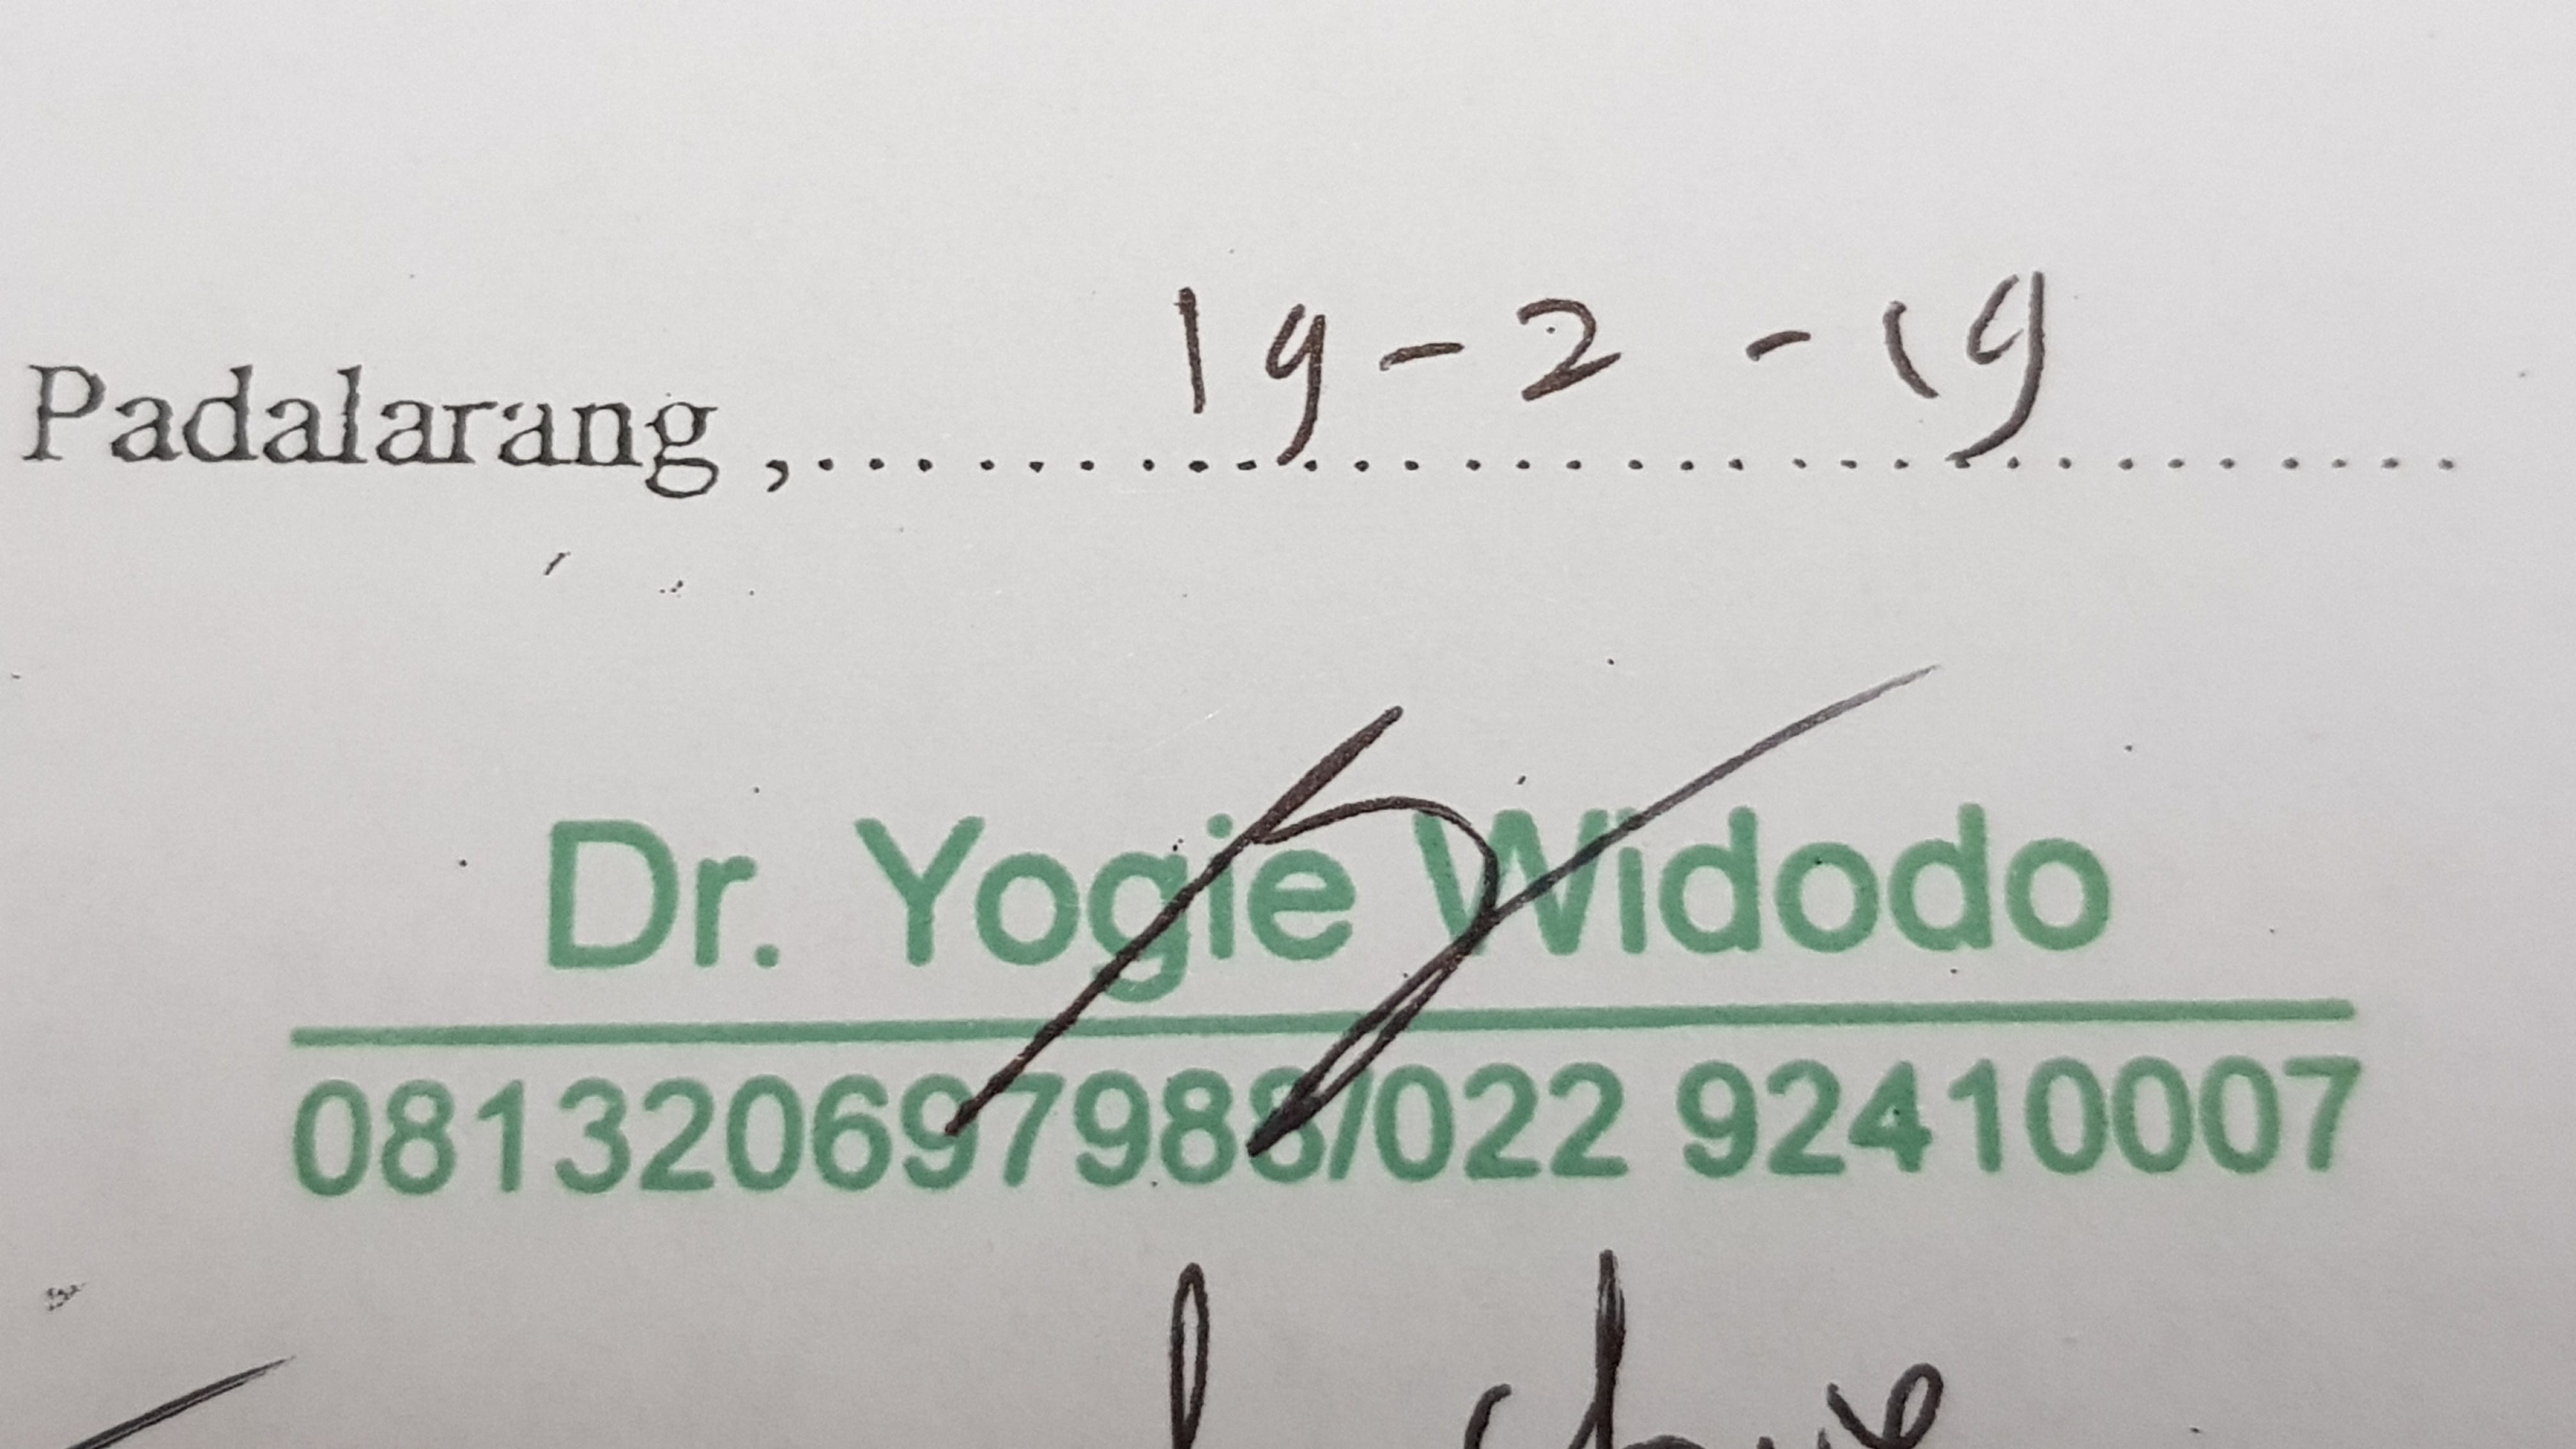 Padalarang ,.............................. 19 - 2 - 19
Dr. Yogie Widodo
081320697988/022 92410007